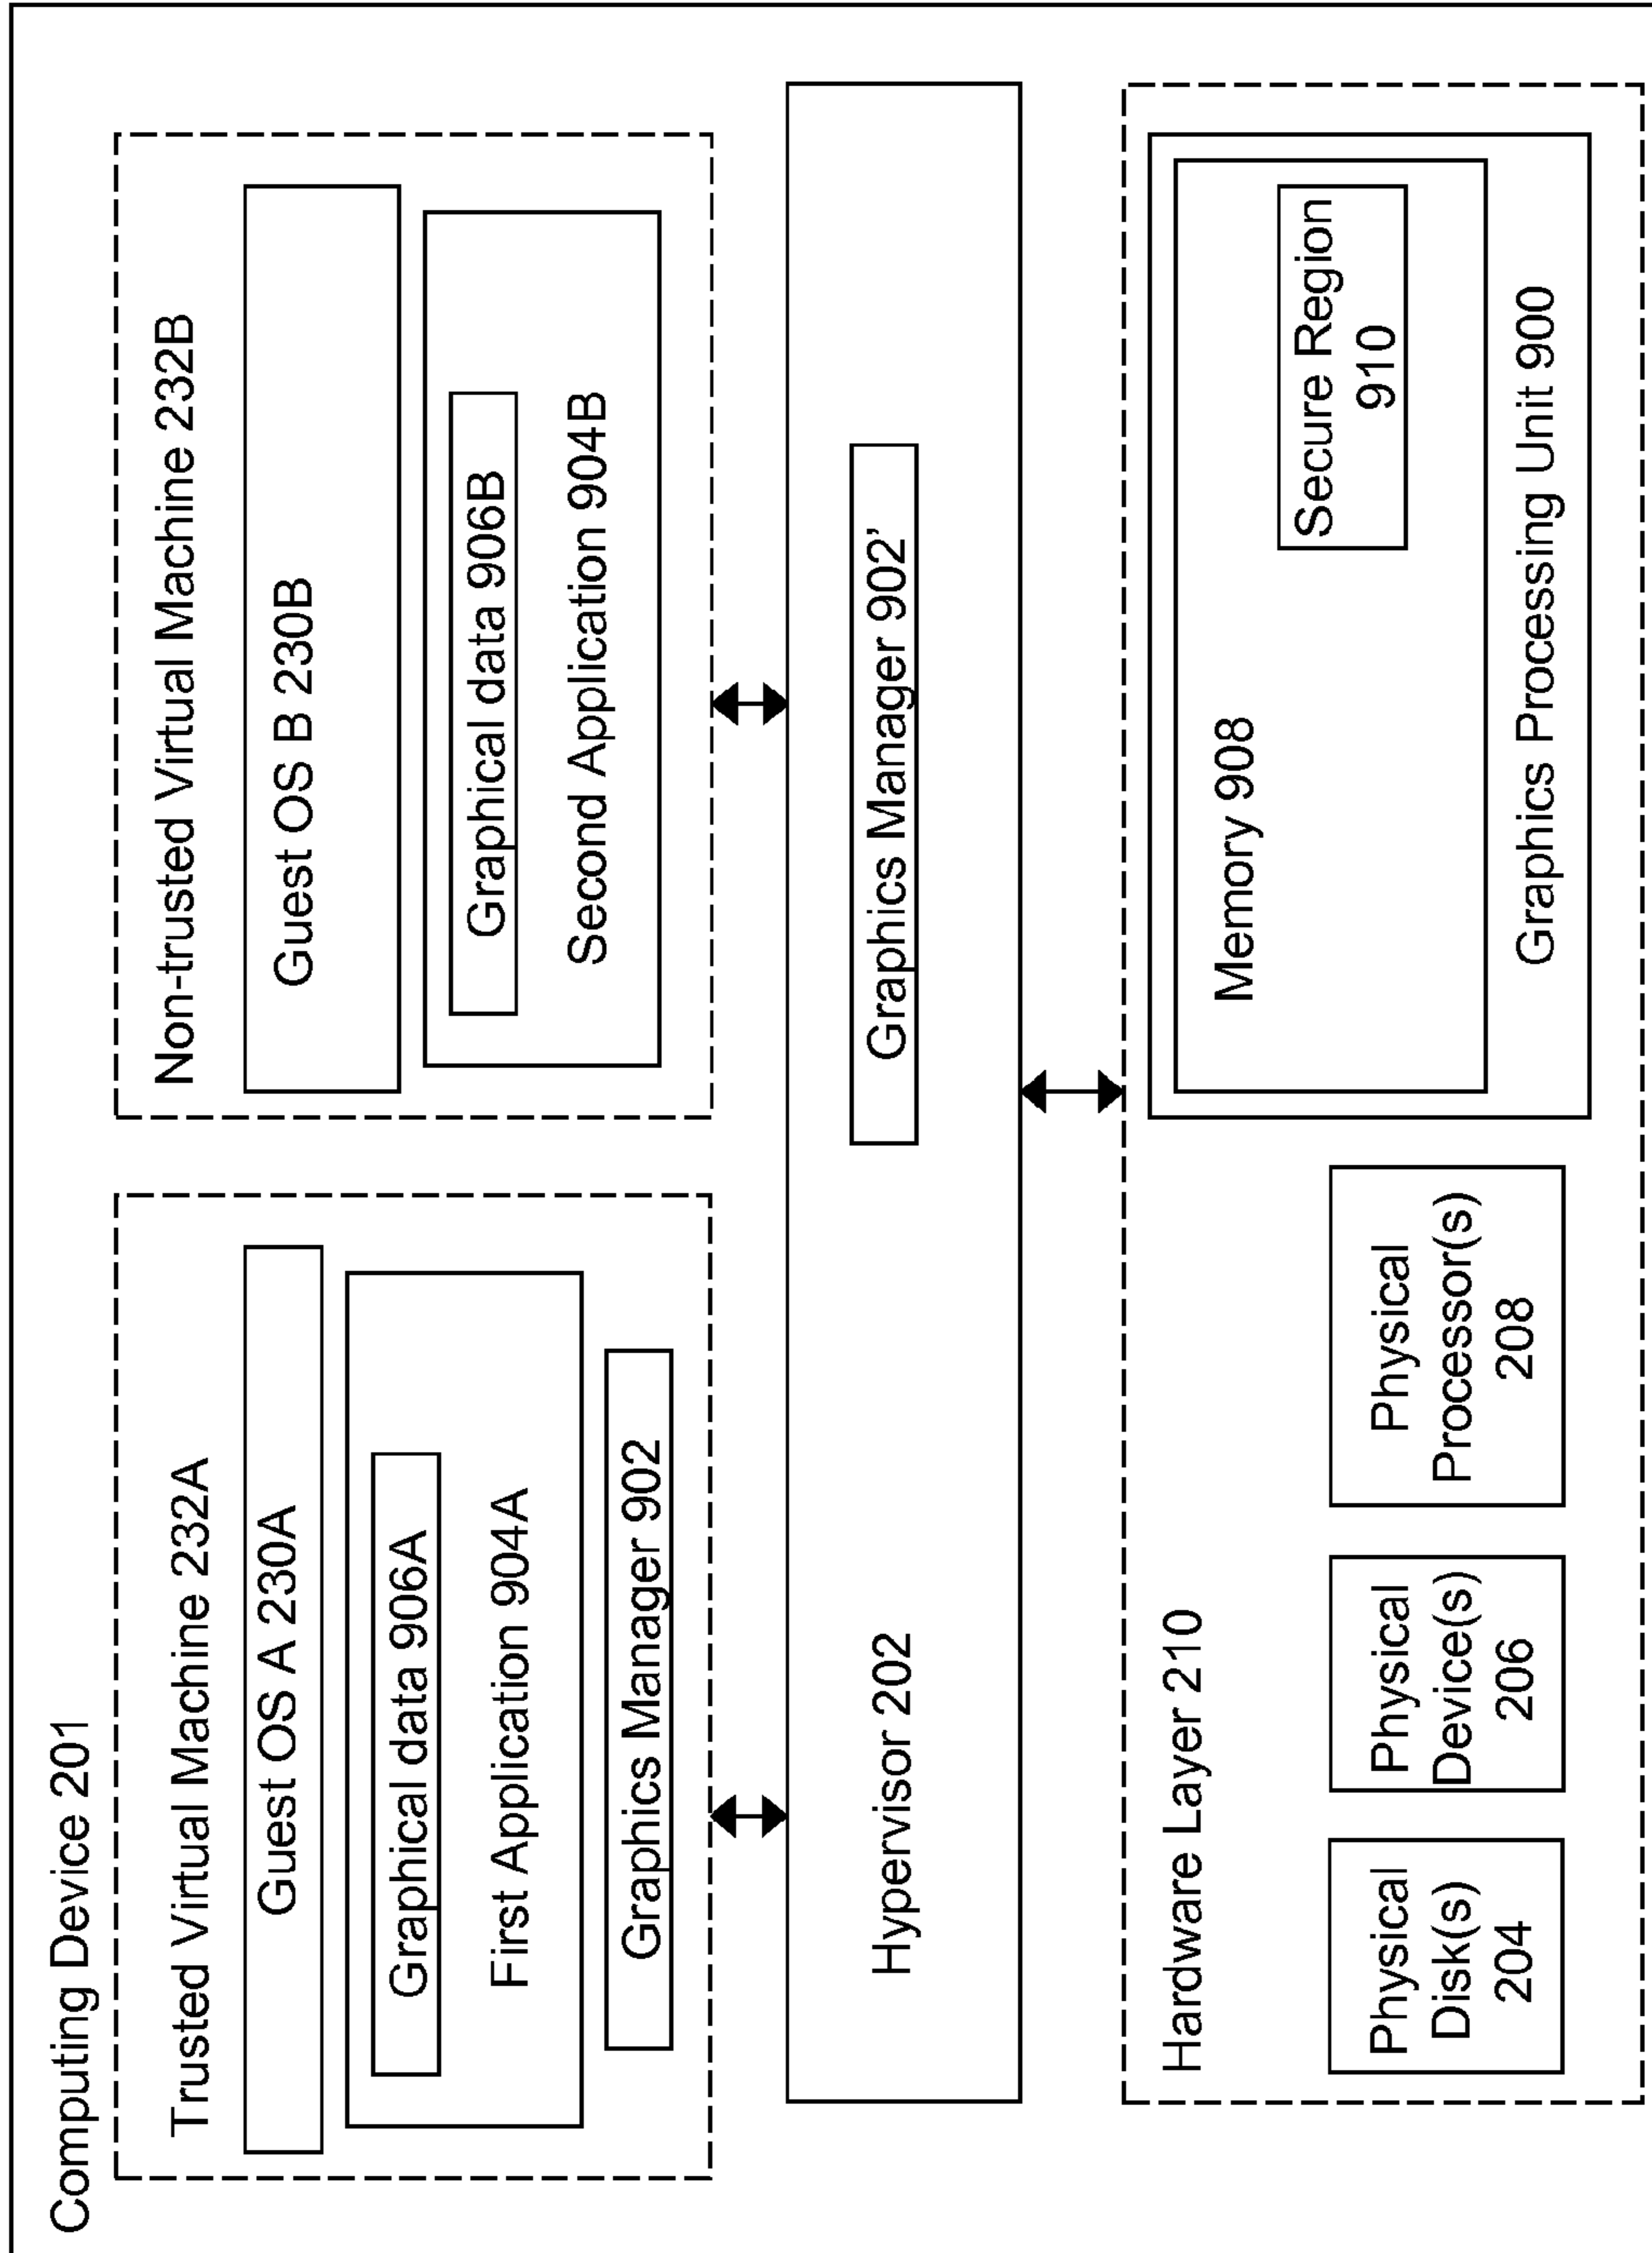 Computing Device 201
Trusted Virtual Machine 232A
Guest OS A 230A
Graphical data 906A
First Application 904A
Graphics Manager 902
Non-trusted Virtual Machine 232B
Guest OS B 230B
Graphical data 906B
Second Application 904B
Hypervisor 202
Graphics Manager 902'
Hardware Layer 210
Physical
Disk(s)
204
Physical
Device(s)
206
Physical
Processor(s)
208
Memory 908
Secure Region
910
Graphics Processing Unit 900